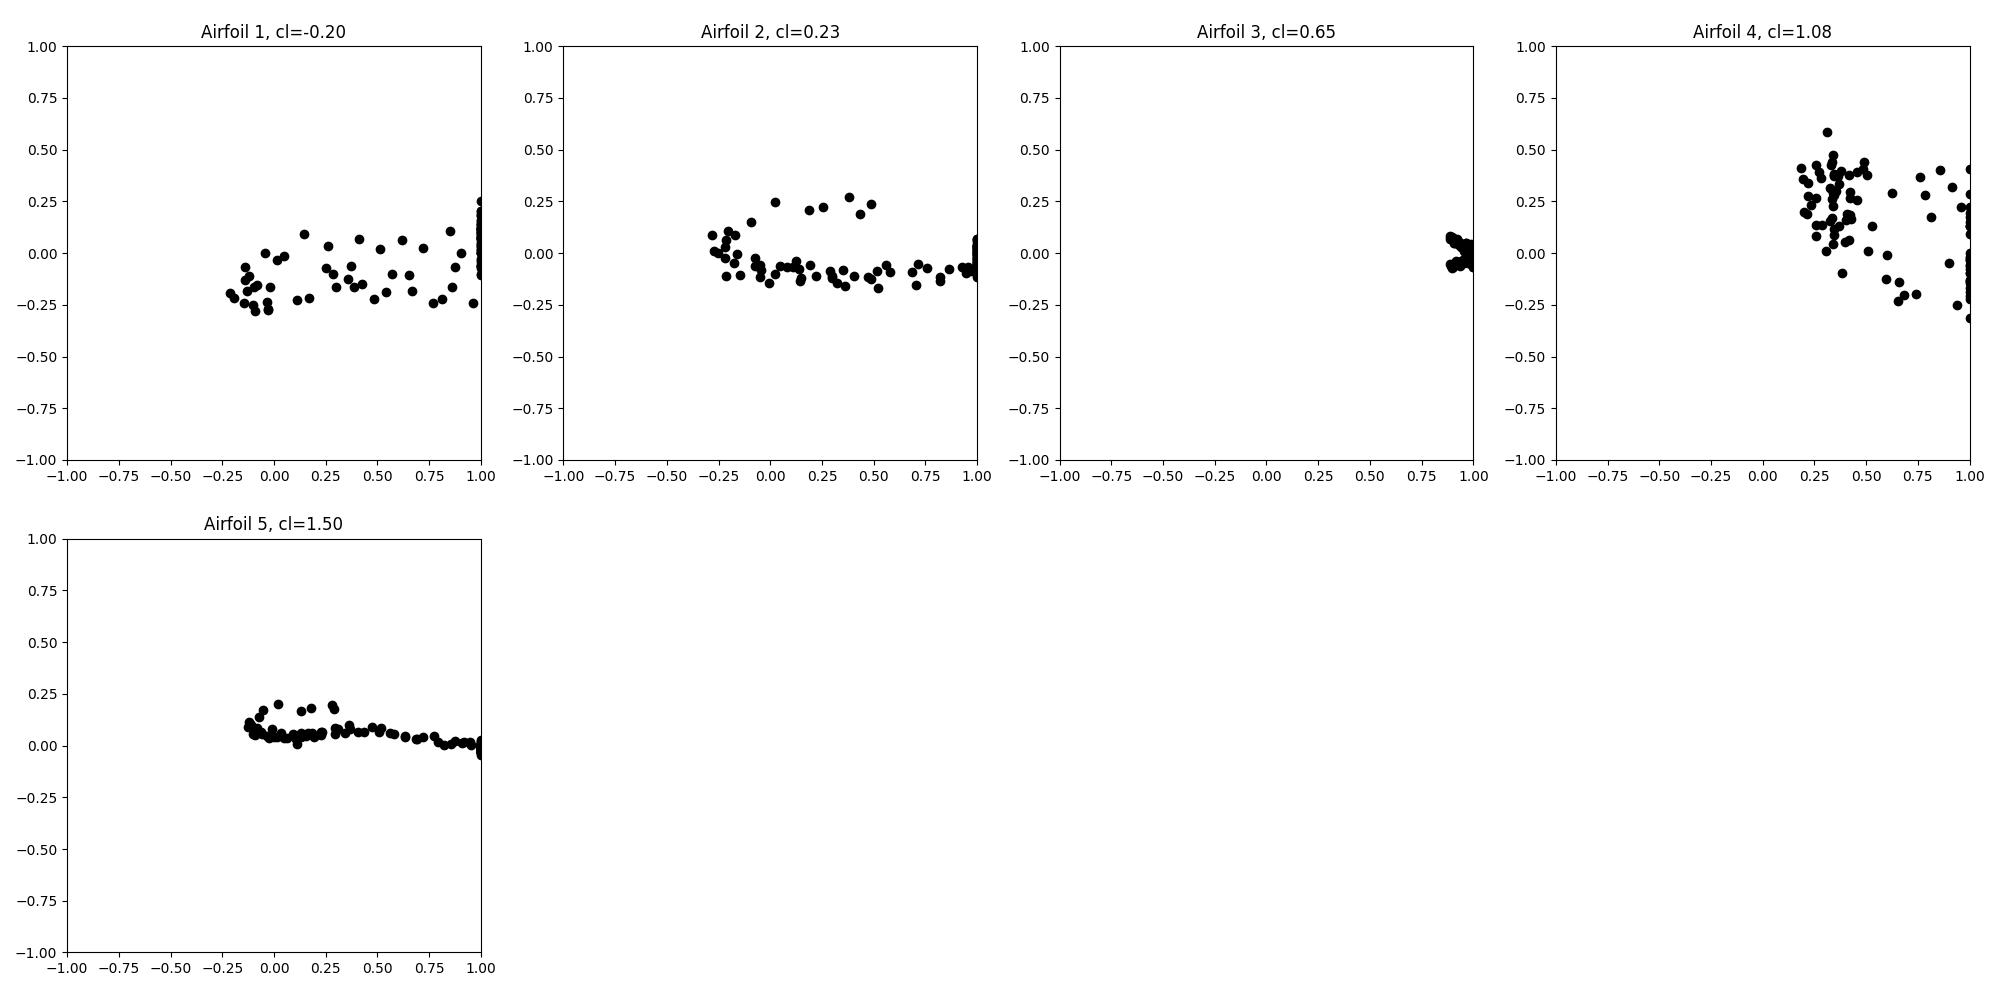 Airfoil 1, cl=-0.20
Airfoil 2, cl=0.23
Airfoil 3, cl=0.65
Airfoil 4, cl=1.08
1.00 1.00 1.00 1.00
0.75 0.75 0.75 0.75
0.50 0.50 0.50 0.50
0.25 0.25 0.25 0.25
0.00 0.00 0.00 0.00
−0.25 −0.25 −0.25 −0.25
−0.50 −0.50 −0.50 −0.50
−0.75 −0.75 −0.75 −0.75
−1.00 −1.00 −1.00 −1.00
−1.00 −0.75 −0.50 −0.25 0.00 0.25 0.50 0.75 1.00
−1.00 −0.75 −0.50 −0.25 0.00 0.25 0.50 0.75 1.00
−1.00 −0.75 −0.50 −0.25 0.00 0.25 0.50 0.75 1.00
−1.00 −0.75 −0.50 −0.25 0.00 0.25 0.50 0.75 1.00
Airfoil 5, cl=1.50
1.00
0.75
0.50
0.25
0.00
−0.25
−0.50
−0.75
−1.00
−1.00 −0.75 −0.50 −0.25 0.00 0.25 0.50 0.75 1.00